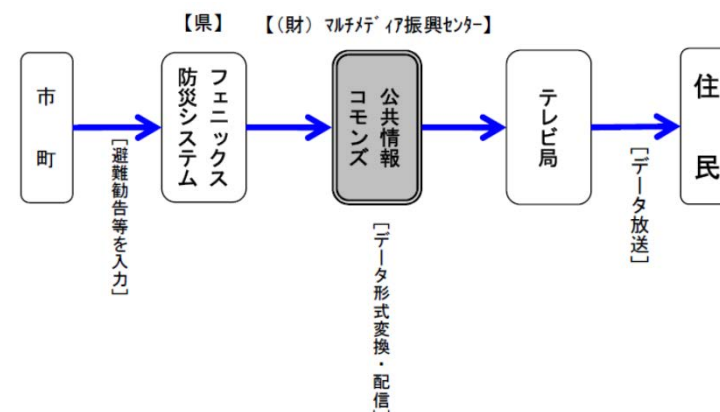 【県】
【(財) マルチメディア振興センター】
市町
[避難勧告等を入力]
フェニックス
防災システム
公共情報
コモンズ
[データ形式変換・配信]
テレビ局
[データ放送]
住民